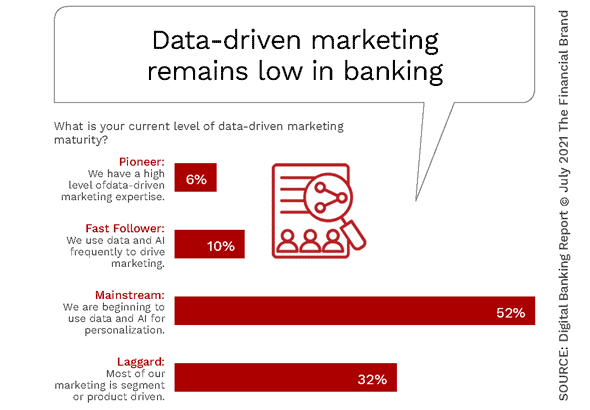 Data-driven marketing
remains low in banking
What is your current level of data-driven marketing
maturity?
Pioneer:
We have a high
level ofdata-driven
marketing expertise.
6%
Fast Follower:
We use data and AI
frequently to drive
marketing.
10%
Mainstream:
We are beginning to
use data and AI for
personalization.
52%
Laggard:
Most of our
marketing is segment
or product driven.
32%
SOURCE: Digital Banking Report © July 2021 The Financial Brand